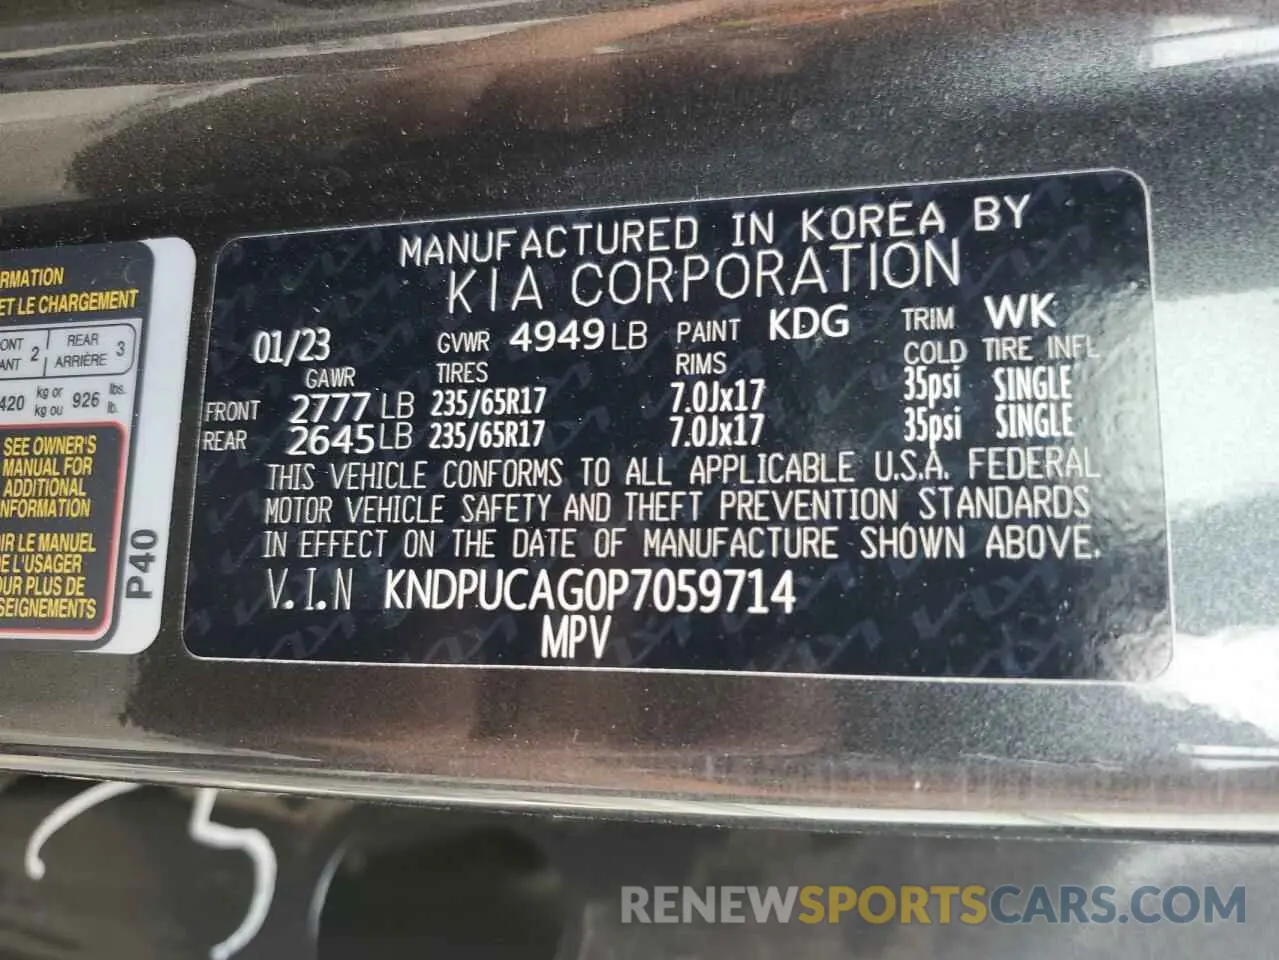 RMATION
ET LE CHARGEMENT
ONT 2 REAR 3
ANT ARRIÈRE
420 kg or 926 lbs.
kg ou lb.
SEE OWNER'S
MANUAL FOR
ADDITIONAL
NFORMATION
IR LE MANUEL
E L'USAGER
UR PLUS DE
SEIGNEMENTS
P40
MANUFACTURED IN KOREA BY
KIA CORPORATION
01/23 GVWR 4949 LB PAINT KDG TRIM WK
GAWR TIRES RIMS COLD TIRE INFL
FRONT 2777 LB 235/65R17 7.0Jx17 35psi SINGLE
REAR 2645 LB 235/65R17 7.0Jx17 35psi SINGLE
THIS VEHICLE CONFORMS TO ALL APPLICABLE U.S.A. FEDERAL
MOTOR VEHICLE SAFETY AND THEFT PREVENTION STANDARDS
IN EFFECT ON THE DATE OF MANUFACTURE SHOWN ABOVE.
V.I.N KNDPUCAG0P7059714
MPV
RENEWSPORTSCARS.COM